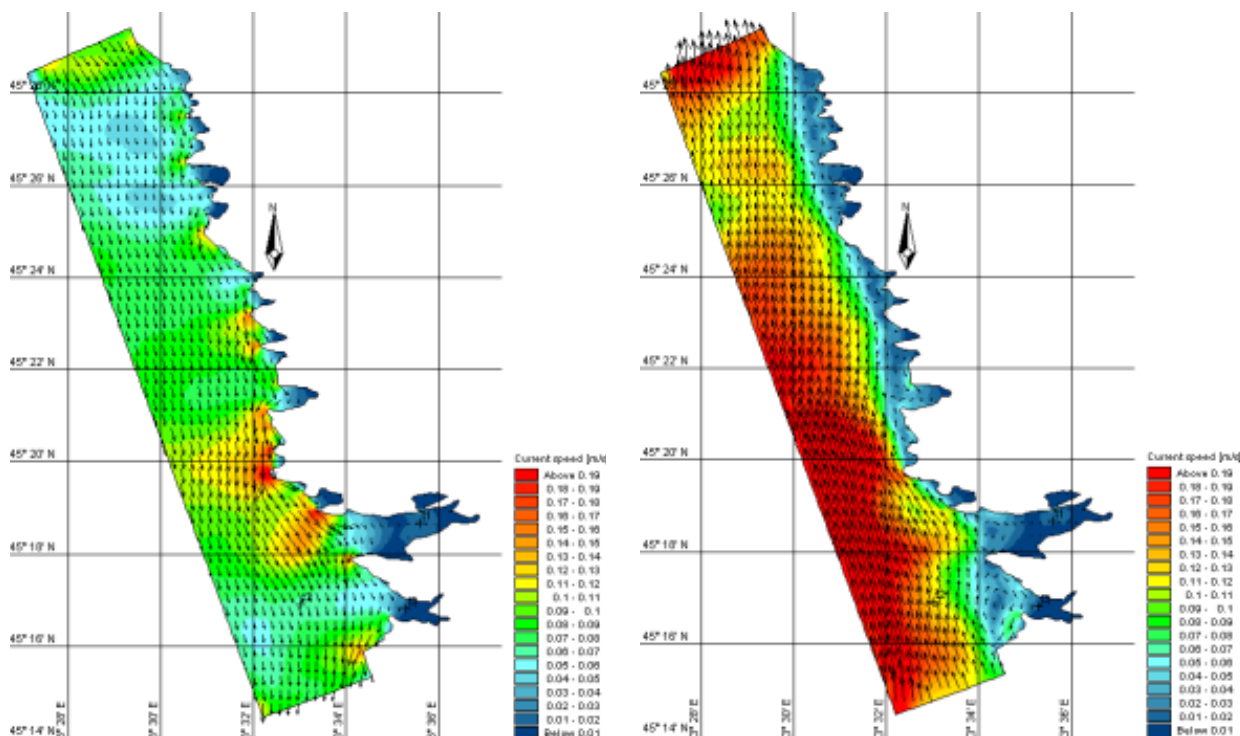 N
45° 26' N
45° 24' N
45° 22' N
45° 20' N
45° 18' N
45° 16' N
45° 14' N
28' E
30' E
32' E
34' E
36' E
Current speed [m/s
Above 0.19
0.18 - 0.19
0.17 - 0.18
0.16 - 0.17
0.15 - 0.16
0.14 - 0.15
0.13 - 0.14
0.12 - 0.13
0.11 - 0.12
0.1 - 0.11
0.09 - 0.1
0.08 - 0.09
0.07 - 0.08
0.06 - 0.07
0.05 - 0.06
0.04 - 0.05
0.03 - 0.04
0.02 - 0.03
0.01 - 0.02
Below 0.01
N
45° 26' N
45° 24' N
45° 22' N
45° 20' N
45° 18' N
45° 16' N
45° 14' N
28' E
30' E
32' E
34' E
36' E
Current speed [m/s
Above 0.19
0.18 - 0.19
0.17 - 0.18
0.16 - 0.17
0.15 - 0.16
0.14 - 0.15
0.13 - 0.14
0.12 - 0.13
0.11 - 0.12
0.1 - 0.11
0.09 - 0.1
0.08 - 0.09
0.07 - 0.08
0.06 - 0.07
0.05 - 0.06
0.04 - 0.05
0.03 - 0.04
0.02 - 0.03
0.01 - 0.02
Below 0.01